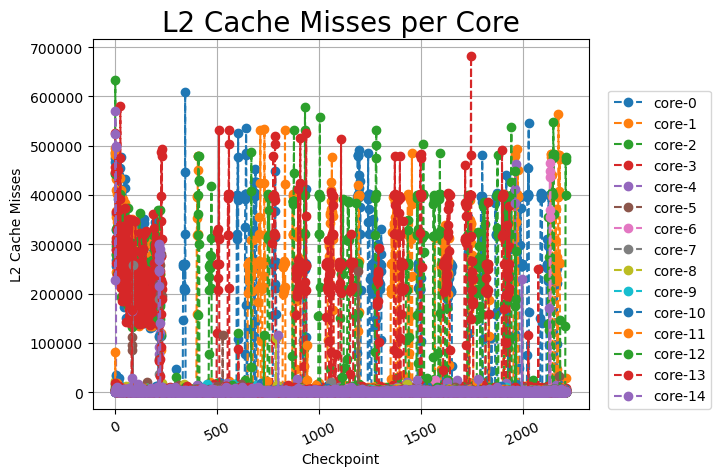 L2 Cache Misses per Core
L2 Cache Misses
700000
600000
500000
400000
300000
200000
100000
0
0
500
1000
1500
2000
Checkpoint
core-0
core-1
core-2
core-3
core-4
core-5
core-6
core-7
core-8
core-9
core-10
core-11
core-12
core-13
core-14